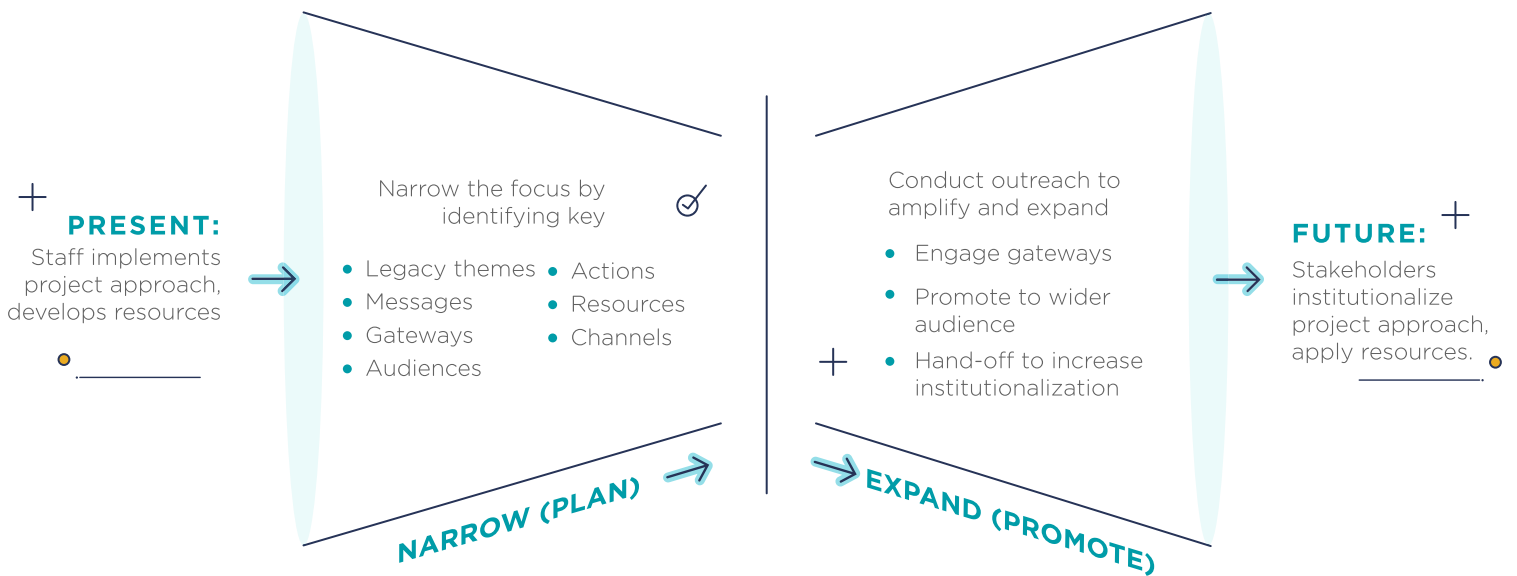 PRESENT:
Staff implements
project approach,
develops resources
Narrow the focus by
identifying key
Legacy themes
Messages
Gateways
Audiences
Actions
Resources
Channels
NARROW (PLAN)
Conduct outreach to
amplify and expand
Engage gateways
Promote to wider
audience
Hand-off to increase
institutionalization
EXPAND (PROMOTE)
FUTURE:
Stakeholders
institutionalize
project approach,
apply resources.